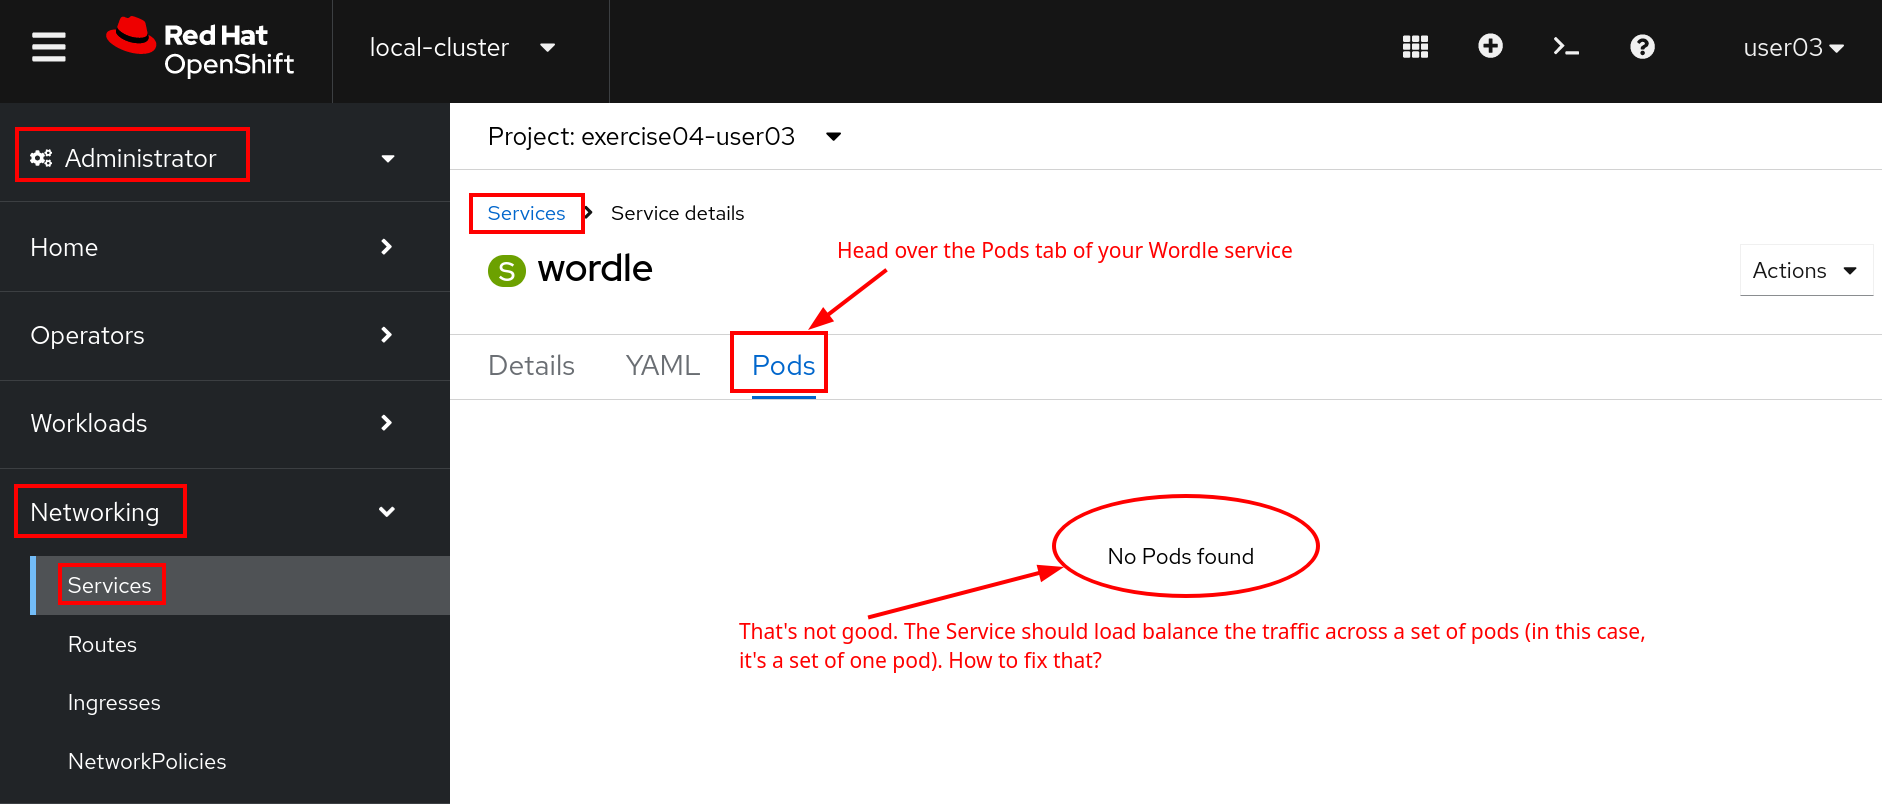 Red Hat
OpenShift
local-cluster
user03
Administrator
Home
Operators
Workloads
Networking
Services
Routes
Ingresses
NetworkPolicies
Project: exercise04-user03
Services
Service details
Head over the Pods tab of your Wordle service
S wordle
Actions
Details YAML Pods
No Pods found
That's not good. The Service should load balance the traffic across a set of pods (in this case,
it's a set of one pod). How to fix that?